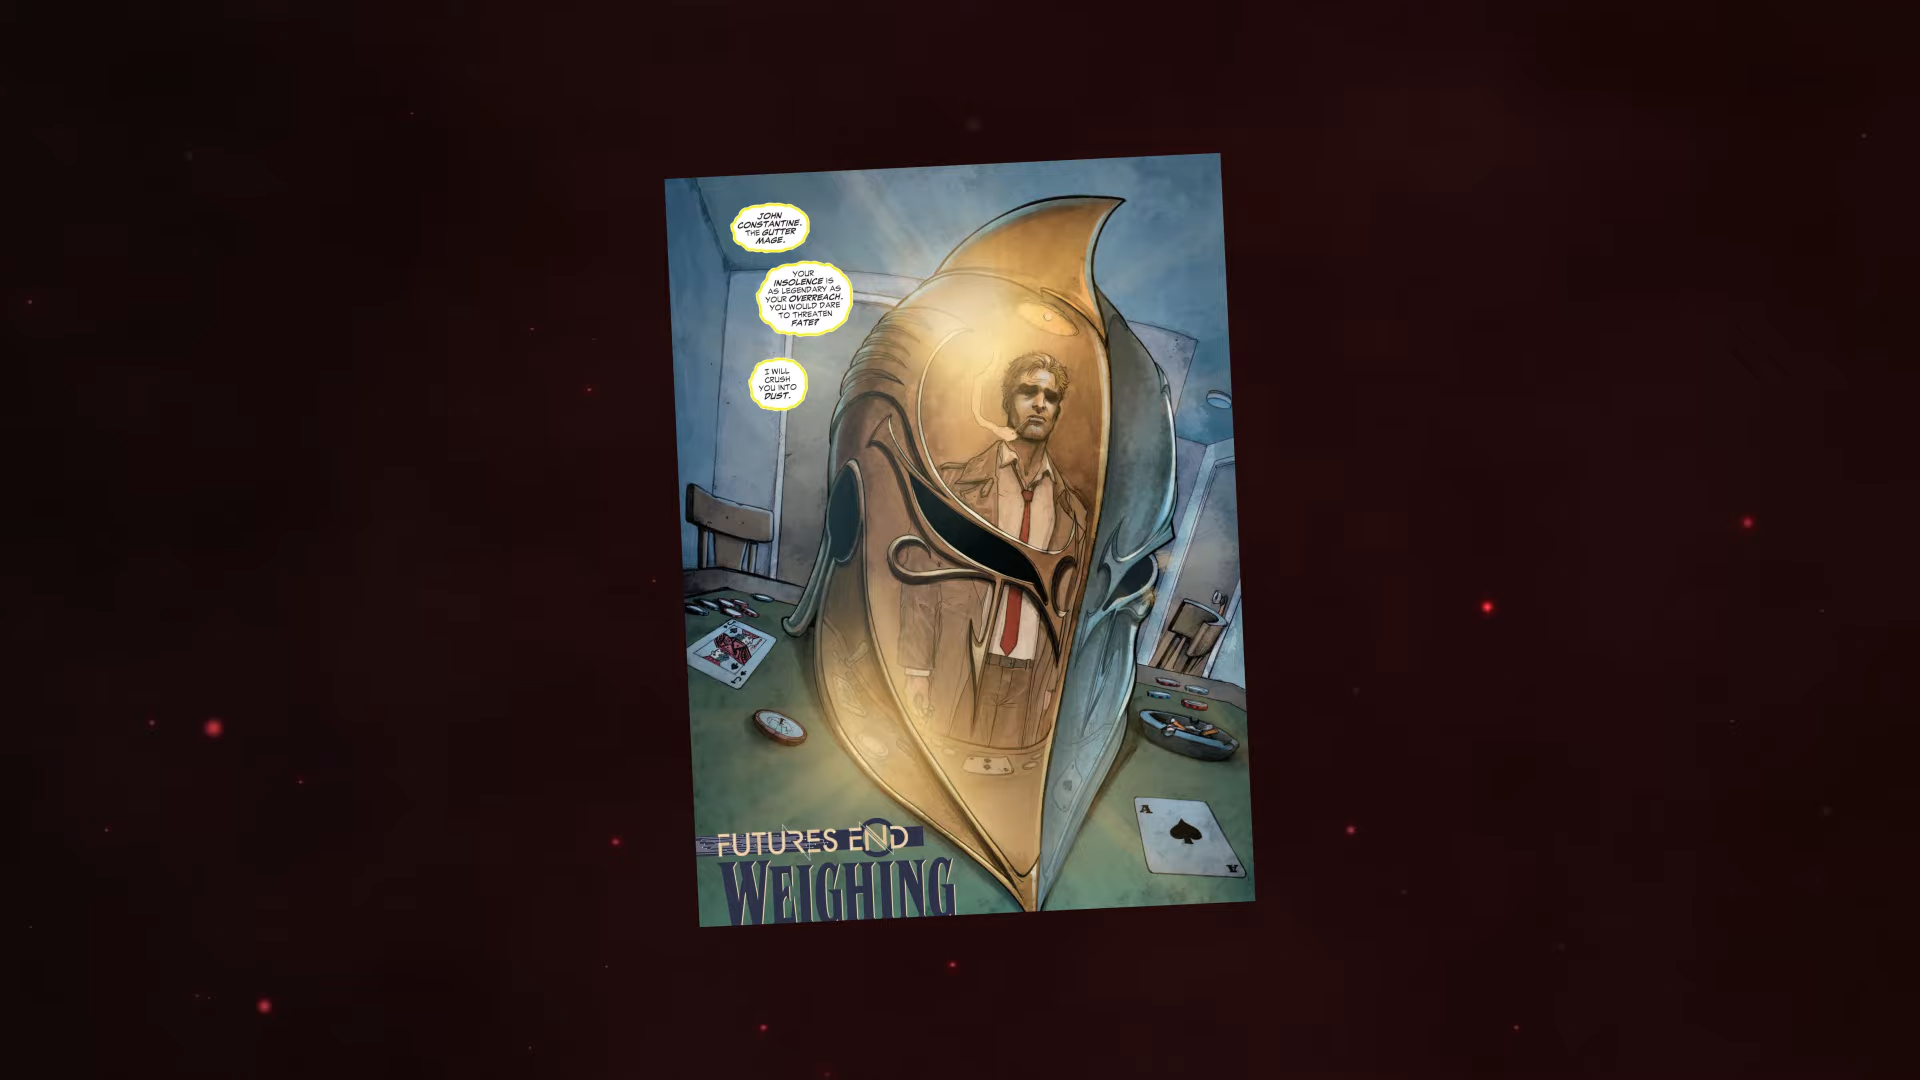 JOHN
CONSTANTINE.
THE GUTTER
MAGE.
YOUR
INSOLENCE IS
AS LEGENDARY AS
YOUR OVERREACH.
YOU WOULD DARE
TO THREATEN
FATE?
I WILL
CRUSH
YOU INTO
DUST.
J
J
A
A
FUTURES END
WEIGHING